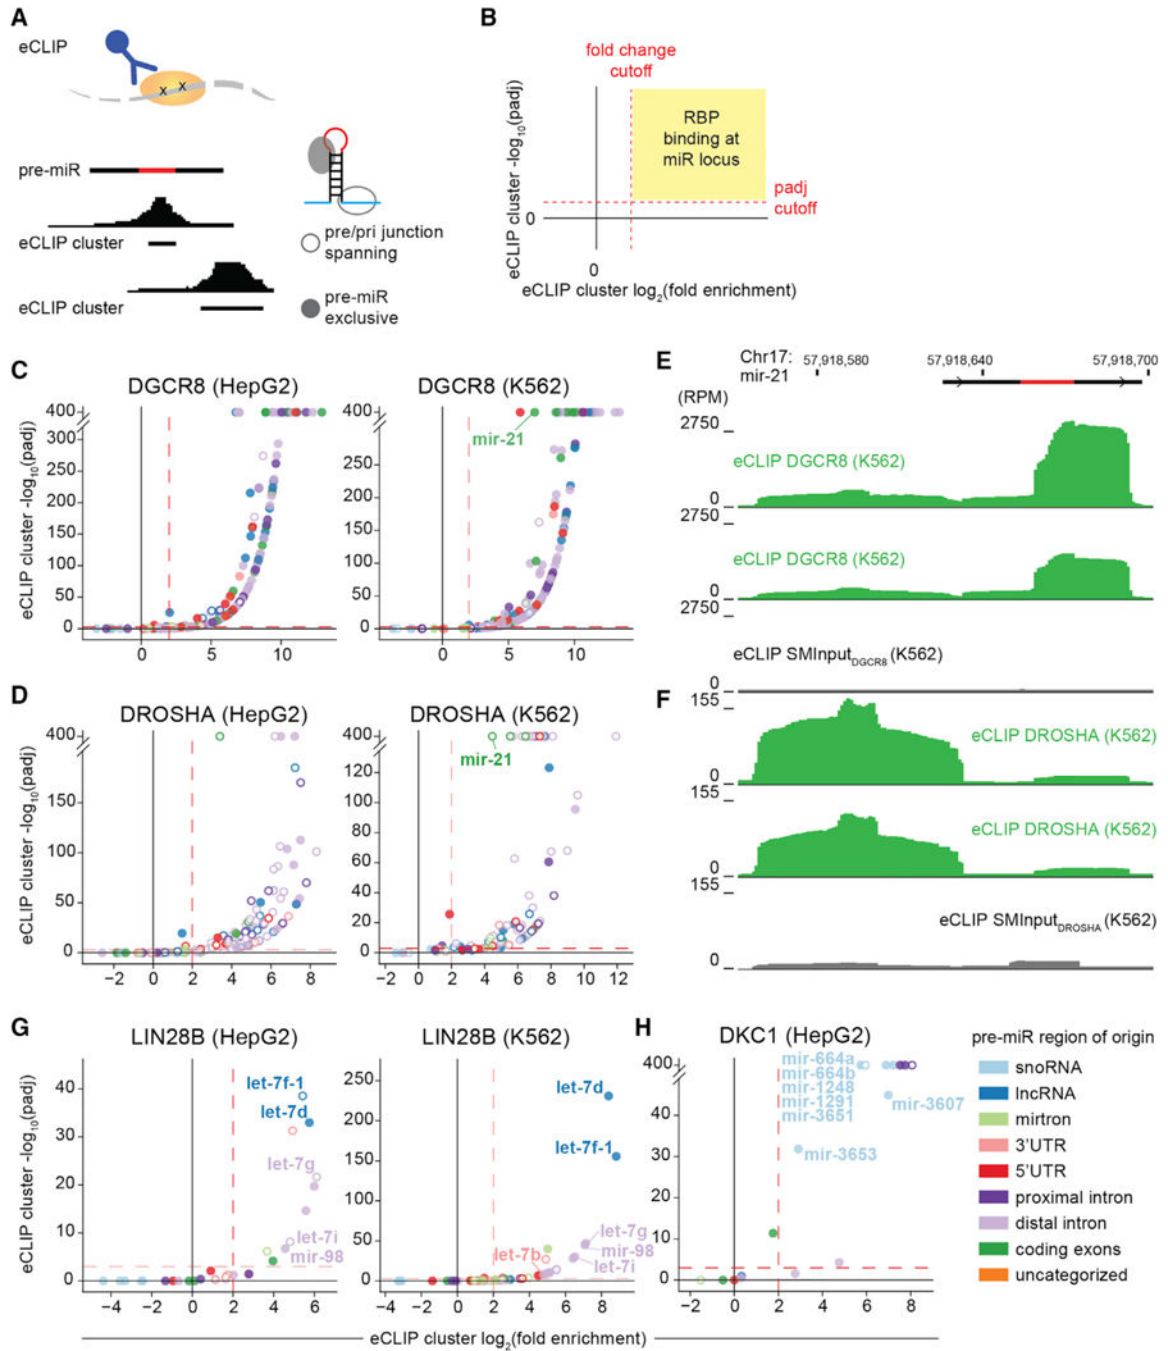 A
eCLIP
pre-miR
eCLIP cluster
eCLIP cluster
pre/pri junction
spanning
pre-miR
exclusive
B
fold change
cutoff
RBP
binding at
miR locus
padj
cutoff
0
0
eCLIP cluster -log10(padj)
eCLIP cluster log2(fold enrichment)
C
DGCR8 (HepG2)
400
300
250
200
150
100
50
0
0 5 10
eCLIP cluster -log10(padj)
DGCR8 (K562)
400
mir-21
250
200
150
100
50
0
0 5 10
D
DROSHA (HepG2)
400
150
100
50
0
−2 0 2 4 6 8
eCLIP cluster -log10(padj)
DROSHA (K562)
400
mir-21
120
100
80
60
40
20
0
−2 0 2 4 6 8 10 12
E
Chr17: 57,918,580 57,918,640 57,918,700
mir-21
(RPM)
2750
eCLIP DGCR8 (K562)
0
2750
eCLIP DGCR8 (K562)
0
2750
eCLIP SMInputDGCR8 (K562)
0
F
155
eCLIP DROSHA (K562)
0
155
eCLIP DROSHA (K562)
0
155
eCLIP SMInputDROSHA (K562)
0
G
LIN28B (HepG2)
40
30
20
10
0
−4 −2 0 2 4 6
let-7f-1
let-7d
let-7g
let-7i
mir-98
eCLIP cluster -log10(padj)
LIN28B (K562)
250
200
150
100
50
0
−4 −2 0 2 4 6 8
let-7d
let-7f-1
let-7g
mir-98
let-7b
let-7i
H
DKC1 (HepG2)
400
40
30
20
10
0
−2 0 2 4 6 8
mir-664a
mir-664b
mir-1248
mir-1291
mir-3651
mir-3607
mir-3653
eCLIP cluster log2(fold enrichment)
pre-miR region of origin
snoRNA
lncRNA
mirtron
3'UTR
5'UTR
proximal intron
distal intron
coding exons
uncategorized